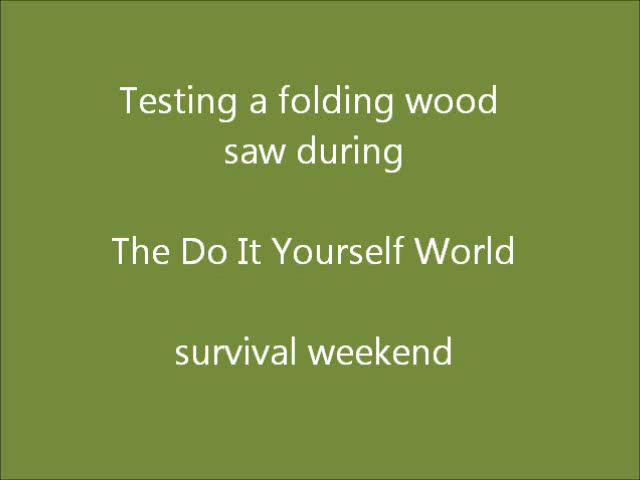 Testing a folding wood
saw during
The Do It Yourself World
survival weekend